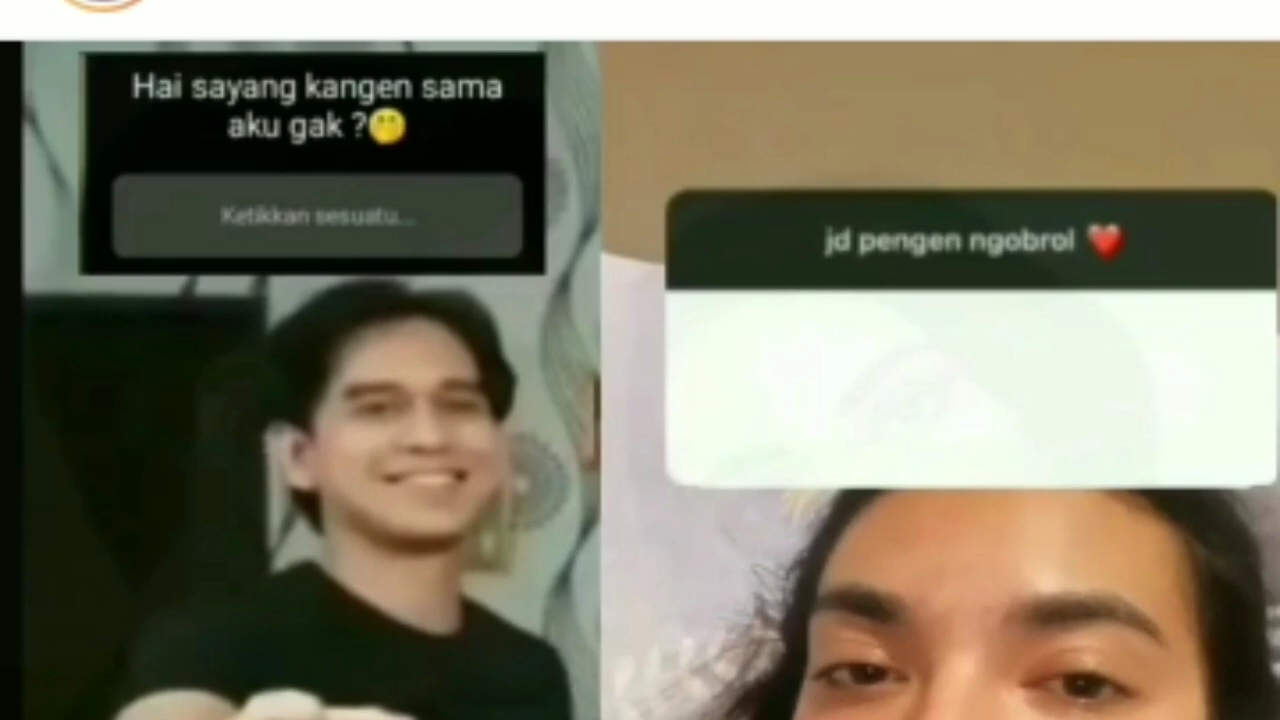 Hai sayang kangen sama
aku gak ?🤭
Ketikkan sesuatu...
jd pengen ngobrol ❤️